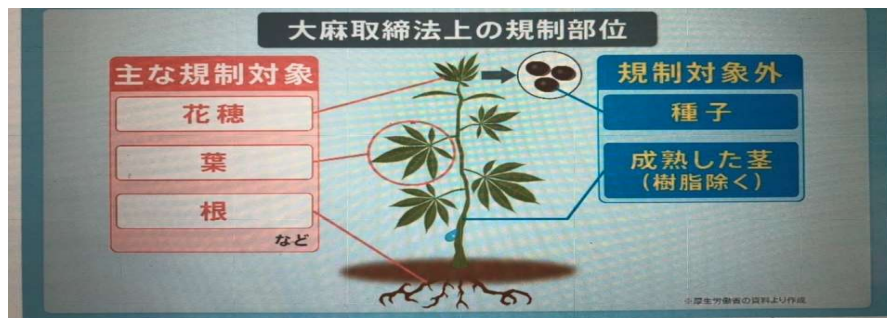 大麻取締法上の規制部位
主な規制対象
花穂
葉
根
など
規制対象外
種子
成熟した茎
(樹脂除く)
※厚生労働省の資料より作成